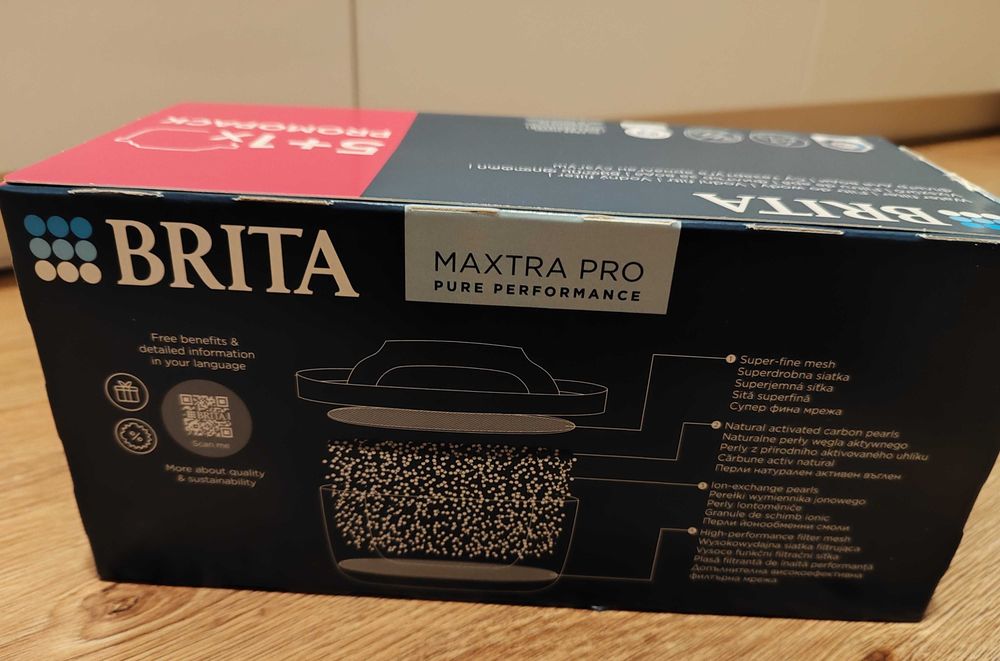 5+1x
PROMOPACK
BRITA
BRITA
MAXTRA PRO
PURE PERFORMANCE
Free benefits &
detailed information
in your language
BRITA
Scan me
More about quality
& sustainability
1 Super-fine mesh
Superdrobna siatka
Superjemná síťka
Sită superfină
Супер фина мрежа
2 Natural activated carbon pearls
Naturalne perły węgla aktywnego
Perly z přírodního aktivovaného uhlíku
Cărbune activ natural
Перли натурален активен въглен
3 Ion-exchange pearls
Perełki wymiennika jonowego
Perly iontoměniče
Granule de schimb ionic
Перли йонообменни смоли
4 High-performance filter mesh
Wysokowydajna siatka filtrująca
Vysoce funkční filtrační síťka
Plasă filtrantă de înaltă performanță
Допълнителна високоефективна
филтърна мрежа